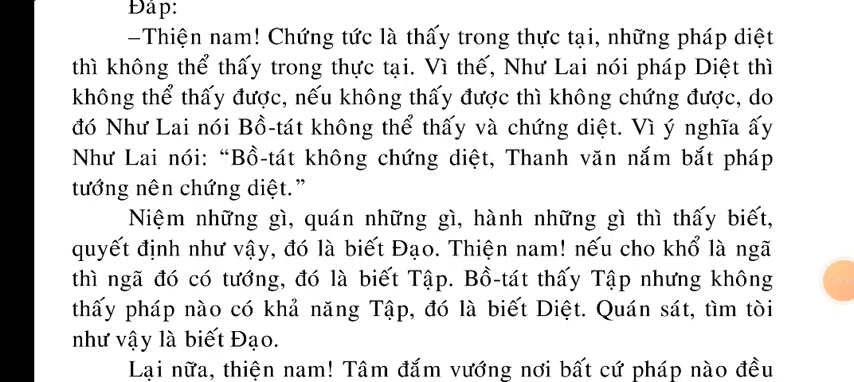 Đáp:
–Thiện nam! Chứng tức là thấy trong thực tại, những pháp diệt
thì không thể thấy trong thực tại. Vì thế, Như Lai nói pháp Diệt thì
không thể thấy được, nếu không thấy được thì không chứng được, do
đó Như Lai nói Bồ-tát không thể thấy và chứng diệt. Vì ý nghĩa ấy
Như Lai nói: “Bồ-tát không chứng diệt, Thanh văn nắm bắt pháp
tướng nên chứng diệt.”
Niệm những gì, quán những gì, hành những gì thì thấy biết,
quyết định như vậy, đó là biết Đạo. Thiện nam! nếu cho khổ là ngã
thì ngã đó có tướng, đó là biết Tập. Bồ-tát thấy Tập nhưng không
thấy pháp nào có khả năng Tập, đó là biết Diệt. Quán sát, tìm tòi
như vậy là biết Đạo.
Lại nữa, thiện nam! Tâm đắm vướng nơi bất cứ pháp nào đều